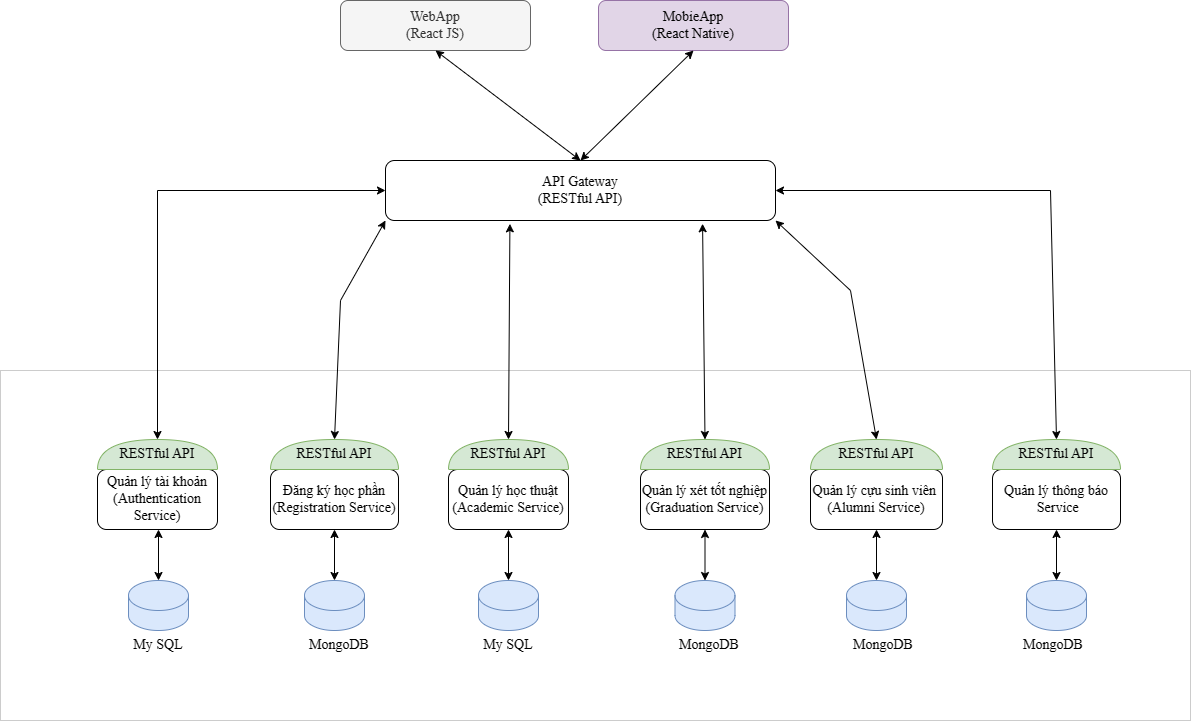 WebApp
(React JS)
MobieApp
(React Native)
API Gateway
(RESTful API)
RESTful API
Quản lý tài khoản
(Authentication
Service)
My SQL
RESTful API
Đăng ký học phần
(Registration Service)
MongoDB
RESTful API
Quản lý học thuật
(Academic Service)
My SQL
RESTful API
Quản lý xét tốt nghiệp
(Graduation Service)
MongoDB
RESTful API
Quản lý cựu sinh viên
(Alumni Service)
MongoDB
RESTful API
Quản lý thông báo
Service
MongoDB